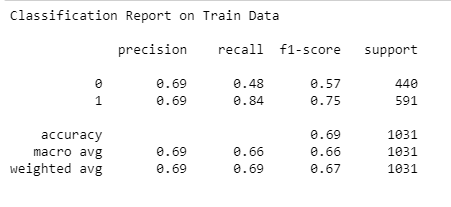 Classification Report on Train Data
precision recall f1-score support
0 0.69 0.48 0.57 440
1 0.69 0.84 0.75 591
accuracy 0.69 1031
macro avg 0.69 0.66 0.66 1031
weighted avg 0.69 0.69 0.67 1031